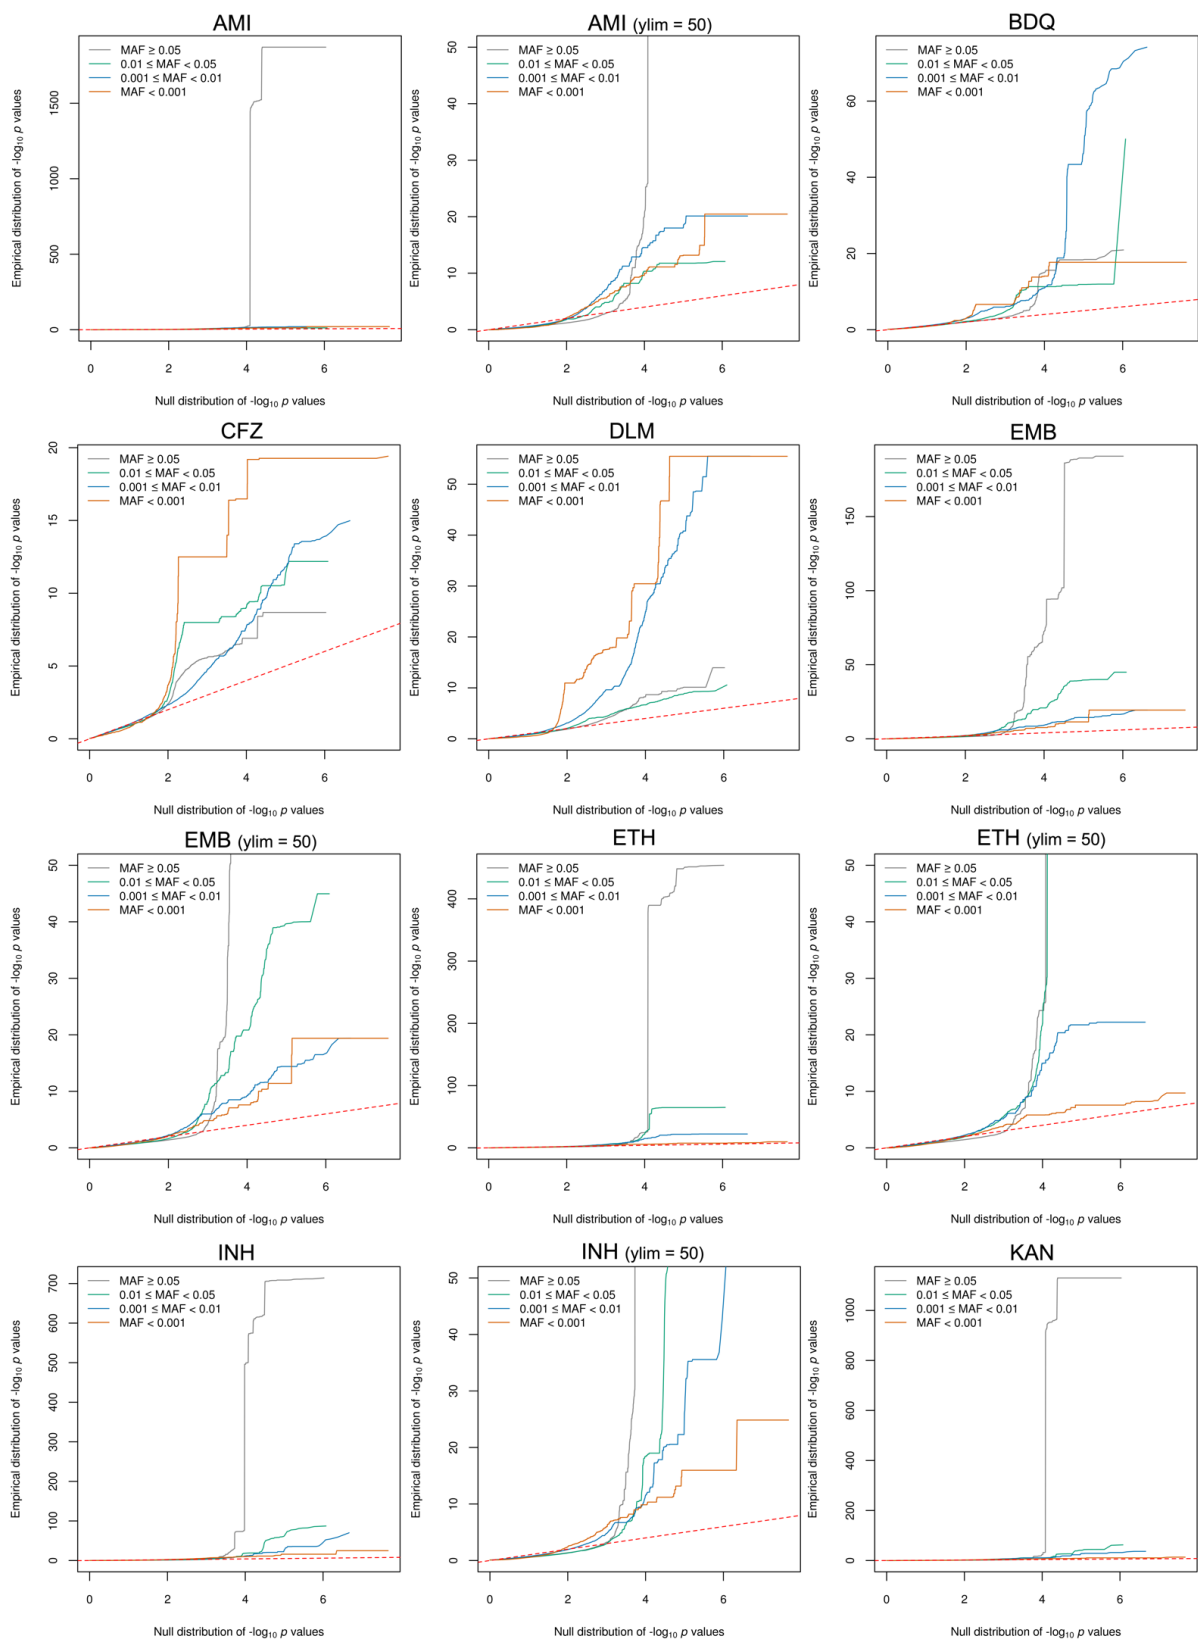 AMI
MAF ≥ 0.05
0.01 ≤ MAF < 0.05
0.001 ≤ MAF < 0.01
MAF < 0.001
Empirical distribution of -log10 p values
0 500 1000 1500
0 2 4 6
Null distribution of -log10 p values
AMI (ylim = 50)
MAF ≥ 0.05
0.01 ≤ MAF < 0.05
0.001 ≤ MAF < 0.01
MAF < 0.001
Empirical distribution of -log10 p values
0 10 20 30 40 50
0 2 4 6
Null distribution of -log10 p values
BDQ
MAF ≥ 0.05
0.01 ≤ MAF < 0.05
0.001 ≤ MAF < 0.01
MAF < 0.001
Empirical distribution of -log10 p values
0 20 40 60
0 2 4 6
Null distribution of -log10 p values
CFZ
MAF ≥ 0.05
0.01 ≤ MAF < 0.05
0.001 ≤ MAF < 0.01
MAF < 0.001
Empirical distribution of -log10 p values
0 5 10 15 20
0 2 4 6
Null distribution of -log10 p values
DLM
MAF ≥ 0.05
0.01 ≤ MAF < 0.05
0.001 ≤ MAF < 0.01
MAF < 0.001
Empirical distribution of -log10 p values
0 10 20 30 40 50
0 2 4 6
Null distribution of -log10 p values
EMB
MAF ≥ 0.05
0.01 ≤ MAF < 0.05
0.001 ≤ MAF < 0.01
MAF < 0.001
Empirical distribution of -log10 p values
0 50 100 150
0 2 4 6
Null distribution of -log10 p values
EMB (ylim = 50)
MAF ≥ 0.05
0.01 ≤ MAF < 0.05
0.001 ≤ MAF < 0.01
MAF < 0.001
Empirical distribution of -log10 p values
0 10 20 30 40 50
0 2 4 6
Null distribution of -log10 p values
ETH
MAF ≥ 0.05
0.01 ≤ MAF < 0.05
0.001 ≤ MAF < 0.01
MAF < 0.001
Empirical distribution of -log10 p values
0 100 200 300 400
0 2 4 6
Null distribution of -log10 p values
ETH (ylim = 50)
MAF ≥ 0.05
0.01 ≤ MAF < 0.05
0.001 ≤ MAF < 0.01
MAF < 0.001
Empirical distribution of -log10 p values
0 10 20 30 40 50
0 2 4 6
Null distribution of -log10 p values
INH
MAF ≥ 0.05
0.01 ≤ MAF < 0.05
0.001 ≤ MAF < 0.01
MAF < 0.001
Empirical distribution of -log10 p values
0 100 200 300 400 500 600 700
0 2 4 6
Null distribution of -log10 p values
INH (ylim = 50)
MAF ≥ 0.05
0.01 ≤ MAF < 0.05
0.001 ≤ MAF < 0.01
MAF < 0.001
Empirical distribution of -log10 p values
0 10 20 30 40 50
0 2 4 6
Null distribution of -log10 p values
KAN
MAF ≥ 0.05
0.01 ≤ MAF < 0.05
0.001 ≤ MAF < 0.01
MAF < 0.001
Empirical distribution of -log10 p values
0 200 400 600 800 1000
0 2 4 6
Null distribution of -log10 p values